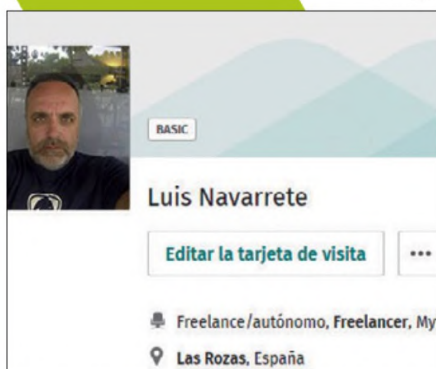 BASIC
Luis Navarrete
Editar la tarjeta de visita
Freelance/autónomo, Freelancer, My
Las Rozas, España